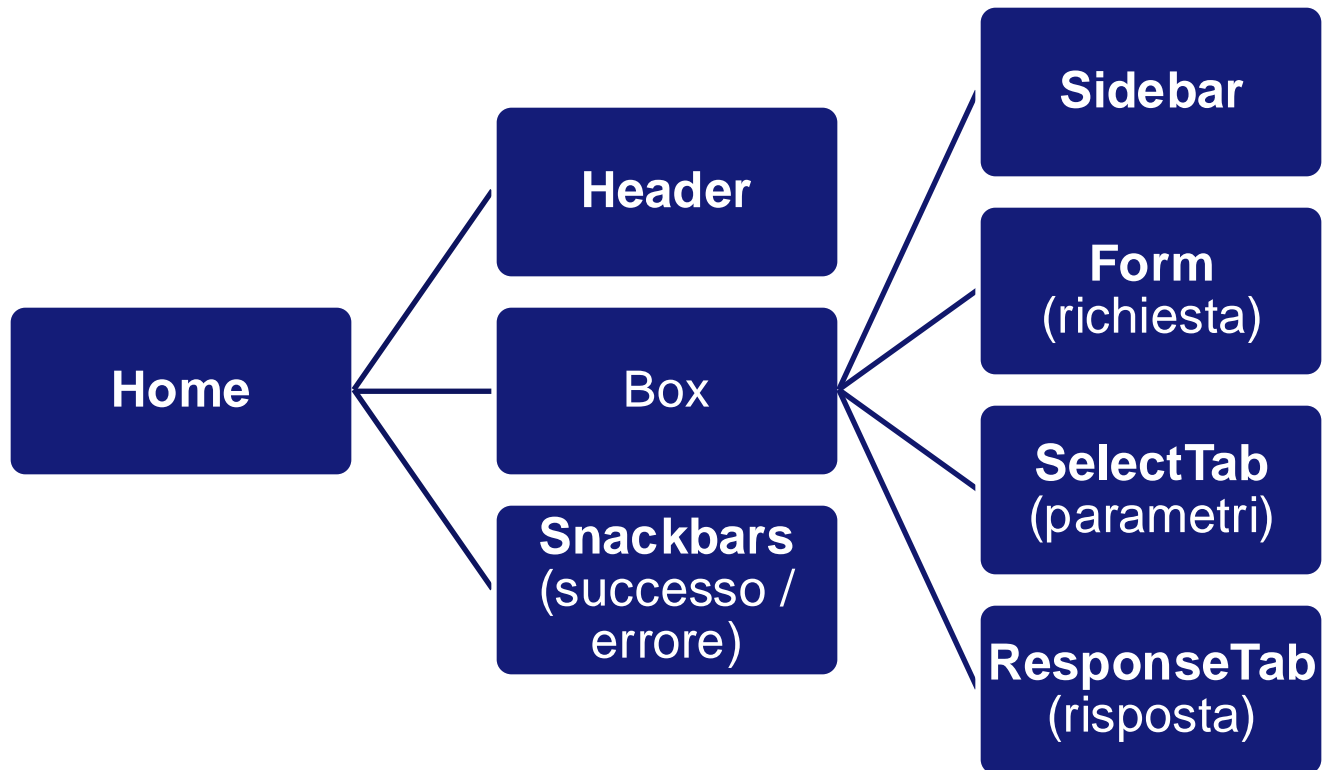 Home
Header
Box
Snackbars
(successo /
errore)
Sidebar
Form
(richiesta)
SelectTab
(parametri)
ResponseTab
(risposta)